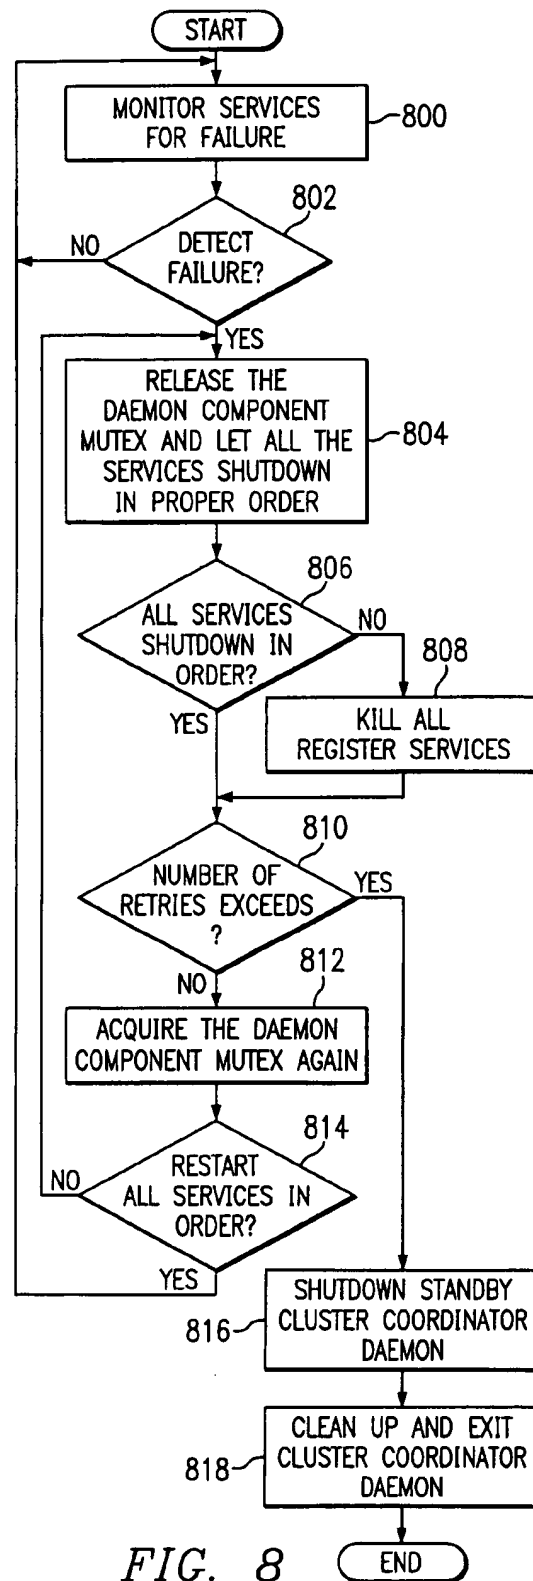 START
MONITOR SERVICES
FOR FAILURE
800
802
DETECT
FAILURE?
NO
YES
RELEASE THE
DAEMON COMPONENT
MUTEX AND LET ALL THE
SERVICES SHUTDOWN
IN PROPER ORDER
804
806
ALL SERVICES
SHUTDOWN IN
ORDER?
NO
YES
808
KILL ALL
REGISTER SERVICES
810
NUMBER OF
RETRIES EXCEEDS
?
YES
NO
812
ACQUIRE THE DAEMON
COMPONENT MUTEX AGAIN
814
RESTART
ALL SERVICES IN
ORDER?
NO
YES
SHUTDOWN STANDBY
CLUSTER COORDINATOR
DAEMON
816
CLEAN UP AND EXIT
CLUSTER COORDINATOR
DAEMON
818
END
FIG. 8